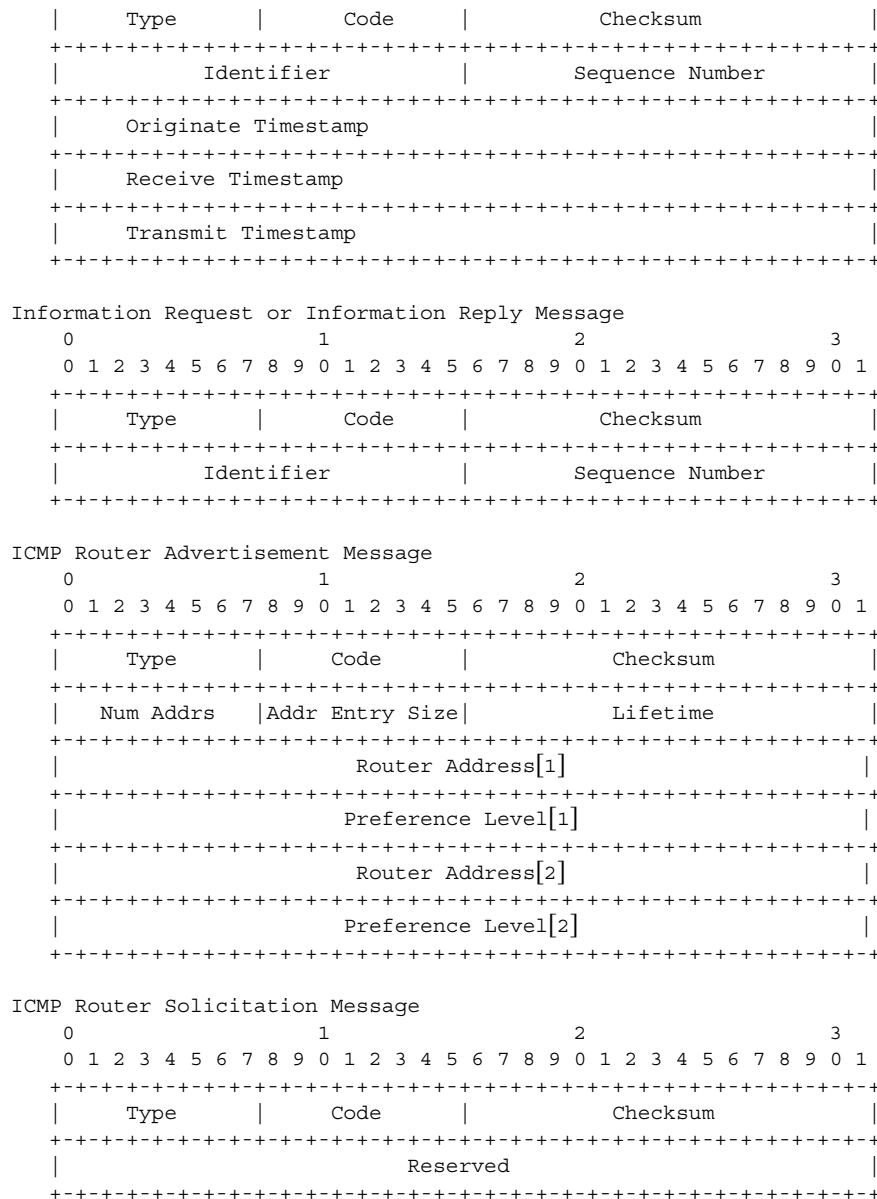 |     Type      |      Code     |          Checksum             |
+-+-+-+-+-+-+-+-+-+-+-+-+-+-+-+-+-+-+-+-+-+-+-+-+-+-+-+-+-+-+-+-+
|           Identifier          |        Sequence Number        |
+-+-+-+-+-+-+-+-+-+-+-+-+-+-+-+-+-+-+-+-+-+-+-+-+-+-+-+-+-+-+-+-+
|     Originate Timestamp                                       |
+-+-+-+-+-+-+-+-+-+-+-+-+-+-+-+-+-+-+-+-+-+-+-+-+-+-+-+-+-+-+-+-+
|     Receive Timestamp                                         |
+-+-+-+-+-+-+-+-+-+-+-+-+-+-+-+-+-+-+-+-+-+-+-+-+-+-+-+-+-+-+-+-+
|     Transmit Timestamp                                        |
+-+-+-+-+-+-+-+-+-+-+-+-+-+-+-+-+-+-+-+-+-+-+-+-+-+-+-+-+-+-+-+-+
Information Request or Information Reply Message
 0                   1                   2                   3
 0 1 2 3 4 5 6 7 8 9 0 1 2 3 4 5 6 7 8 9 0 1 2 3 4 5 6 7 8 9 0 1
+-+-+-+-+-+-+-+-+-+-+-+-+-+-+-+-+-+-+-+-+-+-+-+-+-+-+-+-+-+-+-+-+
|     Type      |      Code     |          Checksum             |
+-+-+-+-+-+-+-+-+-+-+-+-+-+-+-+-+-+-+-+-+-+-+-+-+-+-+-+-+-+-+-+-+
|           Identifier          |        Sequence Number        |
+-+-+-+-+-+-+-+-+-+-+-+-+-+-+-+-+-+-+-+-+-+-+-+-+-+-+-+-+-+-+-+-+
ICMP Router Advertisement Message
 0                   1                   2                   3
 0 1 2 3 4 5 6 7 8 9 0 1 2 3 4 5 6 7 8 9 0 1 2 3 4 5 6 7 8 9 0 1
+-+-+-+-+-+-+-+-+-+-+-+-+-+-+-+-+-+-+-+-+-+-+-+-+-+-+-+-+-+-+-+-+
|     Type      |     Code      |           Checksum            |
+-+-+-+-+-+-+-+-+-+-+-+-+-+-+-+-+-+-+-+-+-+-+-+-+-+-+-+-+-+-+-+-+
|   Num Addrs   |Addr Entry Size|           Lifetime            |
+-+-+-+-+-+-+-+-+-+-+-+-+-+-+-+-+-+-+-+-+-+-+-+-+-+-+-+-+-+-+-+-+
|                       Router Address[1]                       |
+-+-+-+-+-+-+-+-+-+-+-+-+-+-+-+-+-+-+-+-+-+-+-+-+-+-+-+-+-+-+-+-+
|                      Preference Level[1]                      |
+-+-+-+-+-+-+-+-+-+-+-+-+-+-+-+-+-+-+-+-+-+-+-+-+-+-+-+-+-+-+-+-+
|                       Router Address[2]                       |
+-+-+-+-+-+-+-+-+-+-+-+-+-+-+-+-+-+-+-+-+-+-+-+-+-+-+-+-+-+-+-+-+
|                      Preference Level[2]                      |
+-+-+-+-+-+-+-+-+-+-+-+-+-+-+-+-+-+-+-+-+-+-+-+-+-+-+-+-+-+-+-+-+
ICMP Router Solicitation Message
 0                   1                   2                   3
 0 1 2 3 4 5 6 7 8 9 0 1 2 3 4 5 6 7 8 9 0 1 2 3 4 5 6 7 8 9 0 1
+-+-+-+-+-+-+-+-+-+-+-+-+-+-+-+-+-+-+-+-+-+-+-+-+-+-+-+-+-+-+-+-+
|     Type      |     Code      |           Checksum            |
+-+-+-+-+-+-+-+-+-+-+-+-+-+-+-+-+-+-+-+-+-+-+-+-+-+-+-+-+-+-+-+-+
|                           Reserved                            |
+-+-+-+-+-+-+-+-+-+-+-+-+-+-+-+-+-+-+-+-+-+-+-+-+-+-+-+-+-+-+-+-+